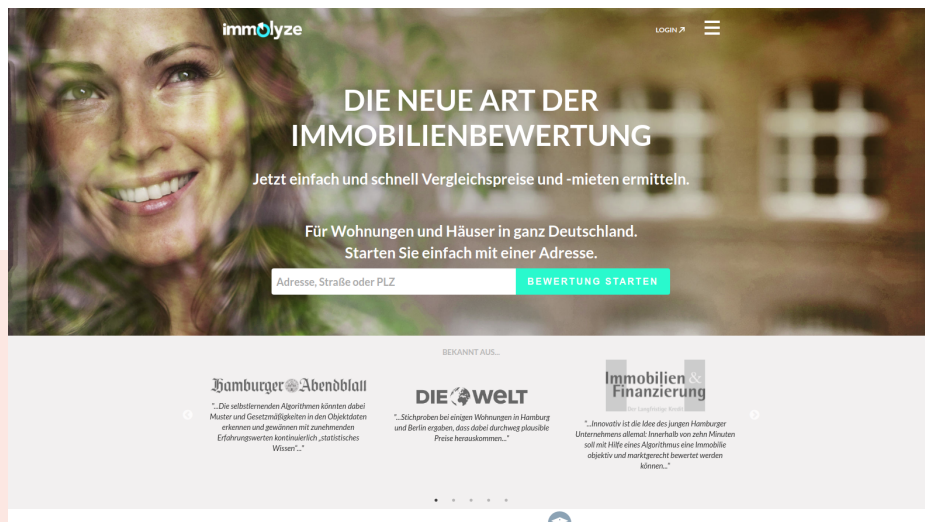 immolyze
LOGIN
DIE NEUE ART DER
IMMOBILIENBEWERTUNG
Jetzt einfach und schnell Vergleichspreise und -mieten ermitteln.
Für Wohnungen und Häuser in ganz Deutschland.
Starten Sie einfach mit einer Adresse.
Adresse, Straße oder PLZ
BEWERTUNG STARTEN
BEKANNT AUS...
Hamburger Abendblatt
"...Die selbstlernenden Algorithmen könnten dabei
Muster und Gesetzmäßigkeiten in den Objektdaten
erkennen und gewännen mit zunehmenden
Erfahrungswerten kontinuierlich „statistisches
Wissen"..."
DIE WELT
"...Stichproben bei einigen Wohnungen in Hamburg
und Berlin ergaben, dass dabei durchweg plausible
Preise herauskommen..."
Immobilien &
Finanzierung
Der Langfristige Kredit
"...Innovativ ist die Idee des jungen Hamburger
Unternehmens allemal: Innerhalb von zehn Minuten
soll mit Hilfe eines Algorithmus eine Immobilie
objektiv und marktgerecht bewertet werden
können..."